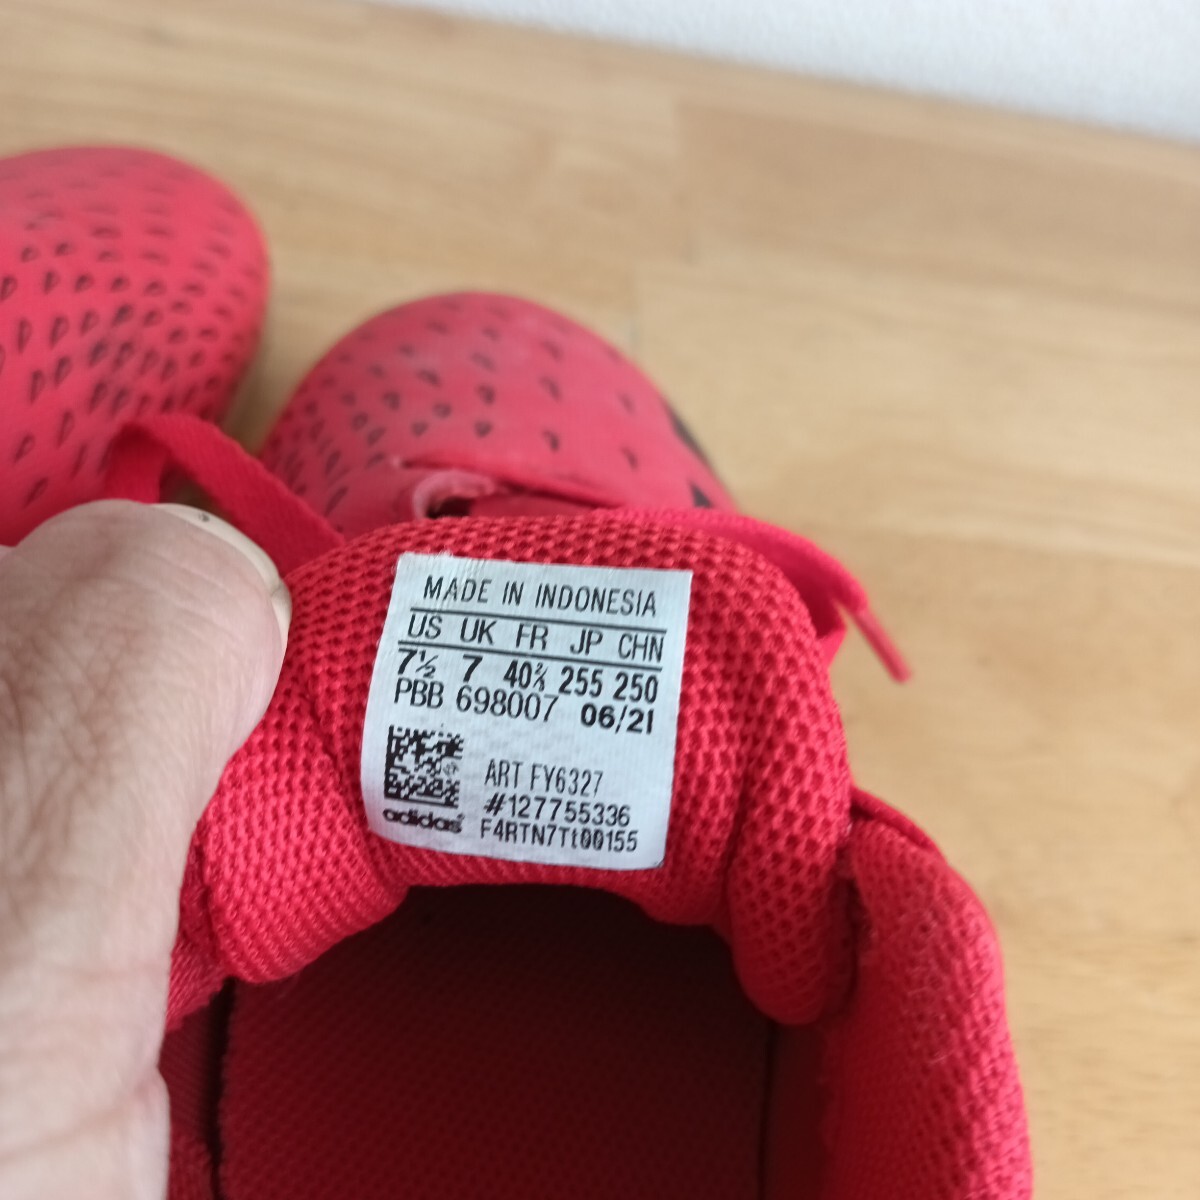 MADE IN INDONESIA
US UK FR JP CHN
7½ 7 40⅔ 255 250
PBB 698007 06/21
ART FY6327
#127755336
adidas F4RTN7Tt00155